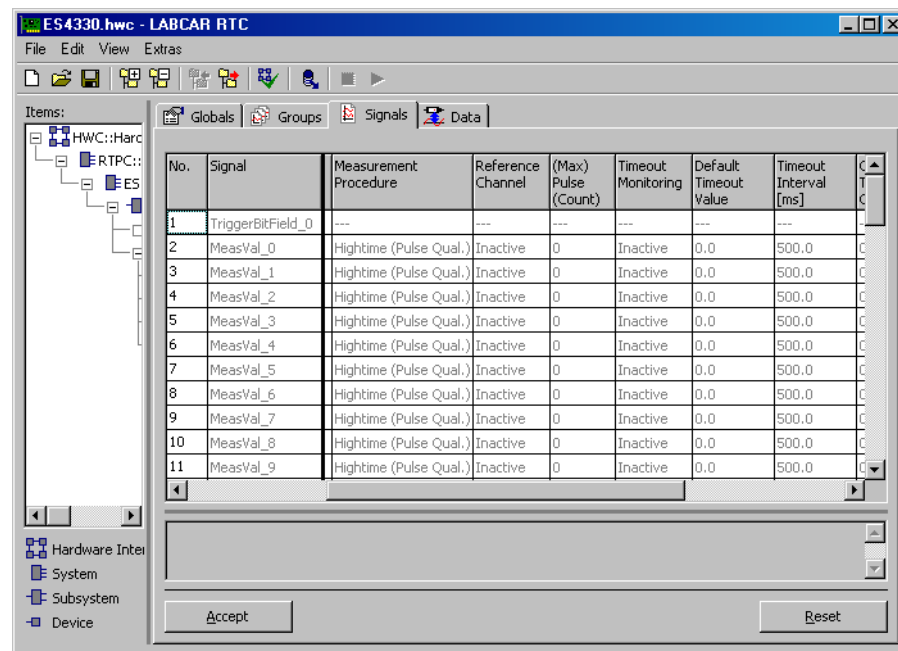 ES4330.hwc - LABCAR RTC
File Edit View Extras
Items:
HWC::Hard
RTPC::
ES
Hardware Inter
System
Subsystem
Device
Globals Groups Signals Data
No. Signal Measurement Procedure Reference Channel (Max) Pulse (Count) Timeout Monitoring Default Timeout Value Timeout Interval [ms]
1 TriggerBitField_0 --- --- --- --- --- ---
2 MeasVal_0 Hightime (Pulse Qual.) Inactive 0 Inactive 0.0 500.0
3 MeasVal_1 Hightime (Pulse Qual.) Inactive 0 Inactive 0.0 500.0
4 MeasVal_2 Hightime (Pulse Qual.) Inactive 0 Inactive 0.0 500.0
5 MeasVal_3 Hightime (Pulse Qual.) Inactive 0 Inactive 0.0 500.0
6 MeasVal_4 Hightime (Pulse Qual.) Inactive 0 Inactive 0.0 500.0
7 MeasVal_5 Hightime (Pulse Qual.) Inactive 0 Inactive 0.0 500.0
8 MeasVal_6 Hightime (Pulse Qual.) Inactive 0 Inactive 0.0 500.0
9 MeasVal_7 Hightime (Pulse Qual.) Inactive 0 Inactive 0.0 500.0
10 MeasVal_8 Hightime (Pulse Qual.) Inactive 0 Inactive 0.0 500.0
11 MeasVal_9 Hightime (Pulse Qual.) Inactive 0 Inactive 0.0 500.0
Accept Reset